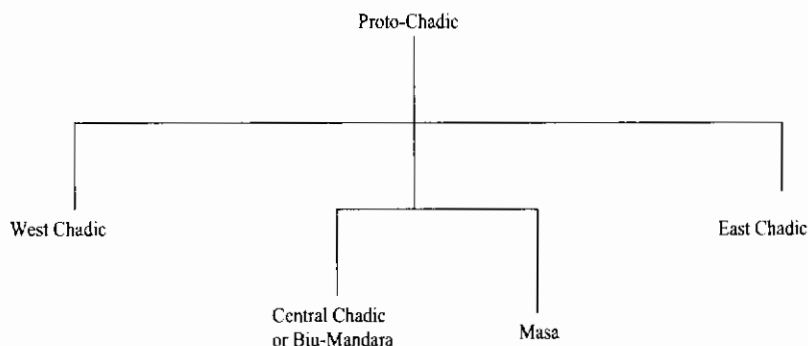 Proto-Chadic
West Chadic
East Chadic
Central Chadic
or Biu-Mandara
Masa